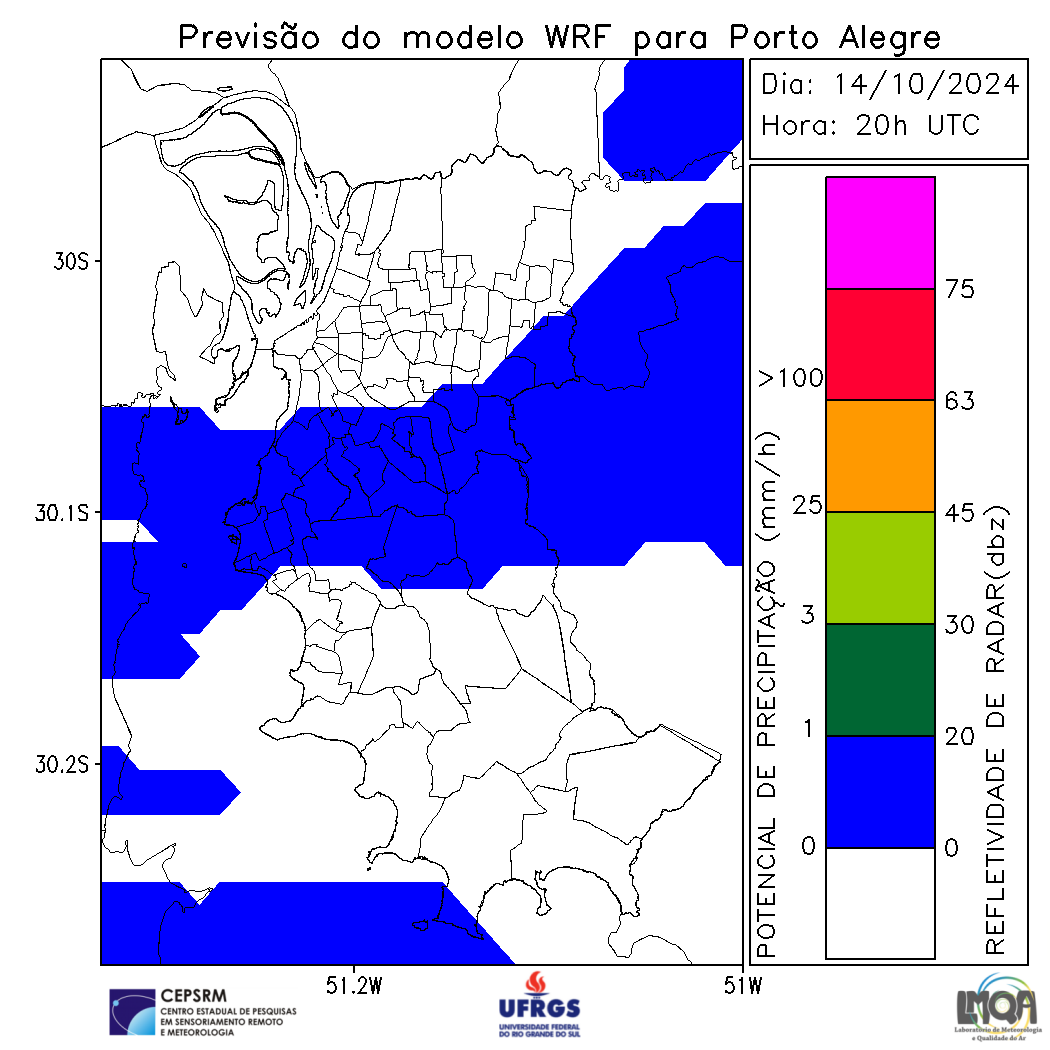 Previsão do modelo WRF para Porto Alegre
Dia: 14/10/2024
Hora: 20h UTC
30S
30.1S
30.2S
51.2W
51W
POTENCIAL DE PRECIPITAÇÃO (mm/h)
>100
25
3
1
0
75
63
45
30
20
0
REFLETIVIDADE DE RADAR(dbz)
CEPSRM
CENTRO ESTADUAL DE PESQUISAS
EM SENSORIAMENTO REMOTO
E METEOROLOGIA
UFRGS
UNIVERSIDADE FEDERAL
DO RIO GRANDE DO SUL
LMQA
Laboratório de Meteorologia
e Qualidade do Ar